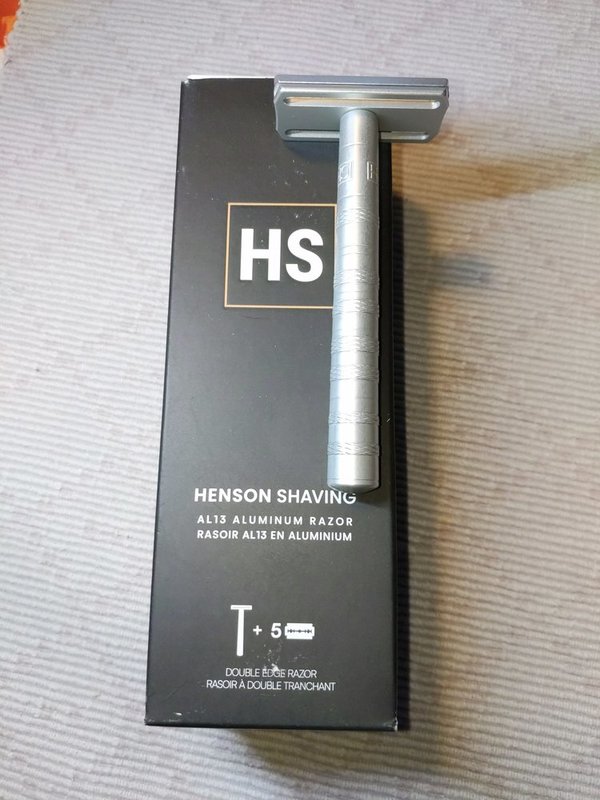 HS
HENSON SHAVING
AL13 ALUMINUM RAZOR
RASOIR AL13 EN ALUMINIUM
+ 5
DOUBLE EDGE RAZOR
RASOIR À DOUBLE TRANCHANT